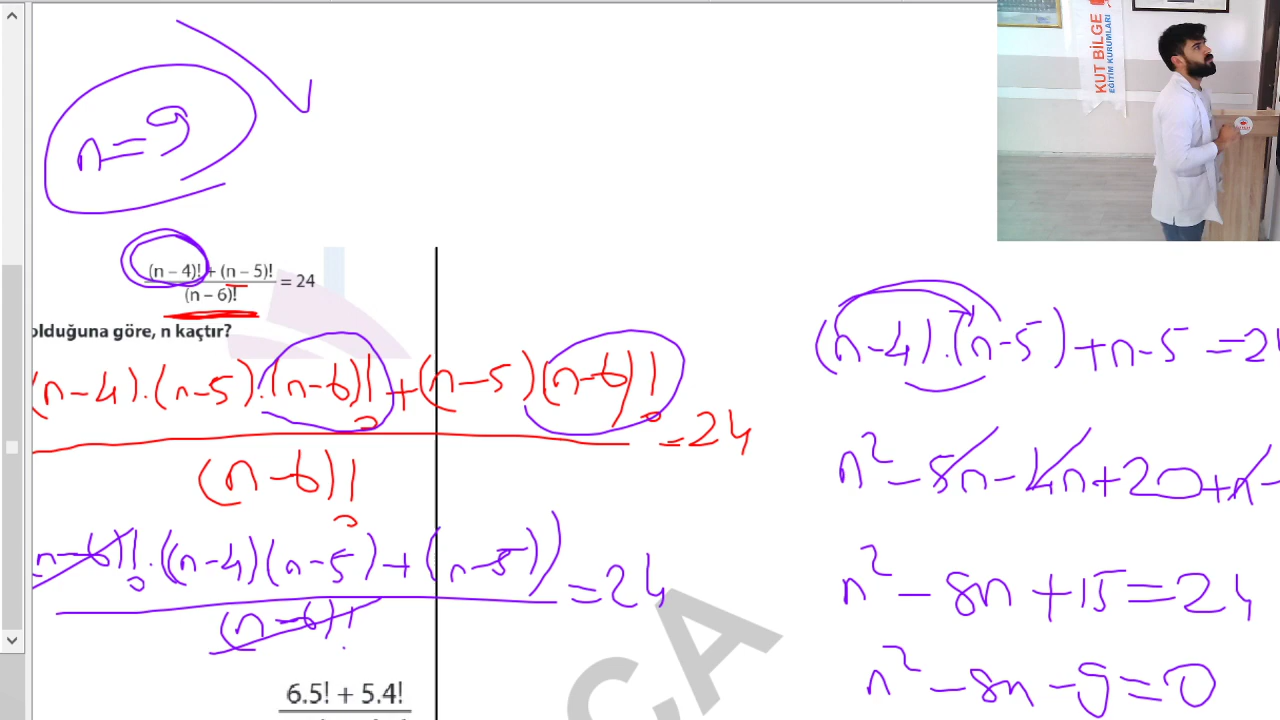 n=9
KUT BİLGE
EĞİTİM KURUMLARI
(n – 4)! + (n – 5)!
(n – 6)!
= 24
olduğuna göre, n kaçtır?
(n-4).(n-5).(n-6)! + (n-5)(n-6)!
(n-6)!
=24
n-6)!.((n-4)(n-5)+(n-5))
(n-6)!
=24
6.5! + 5.4!
(n-4).(n-5)+n-5=24
n²-5n-4n+20+n-
n²-8n+15=24
n²-8n-9=0
CA